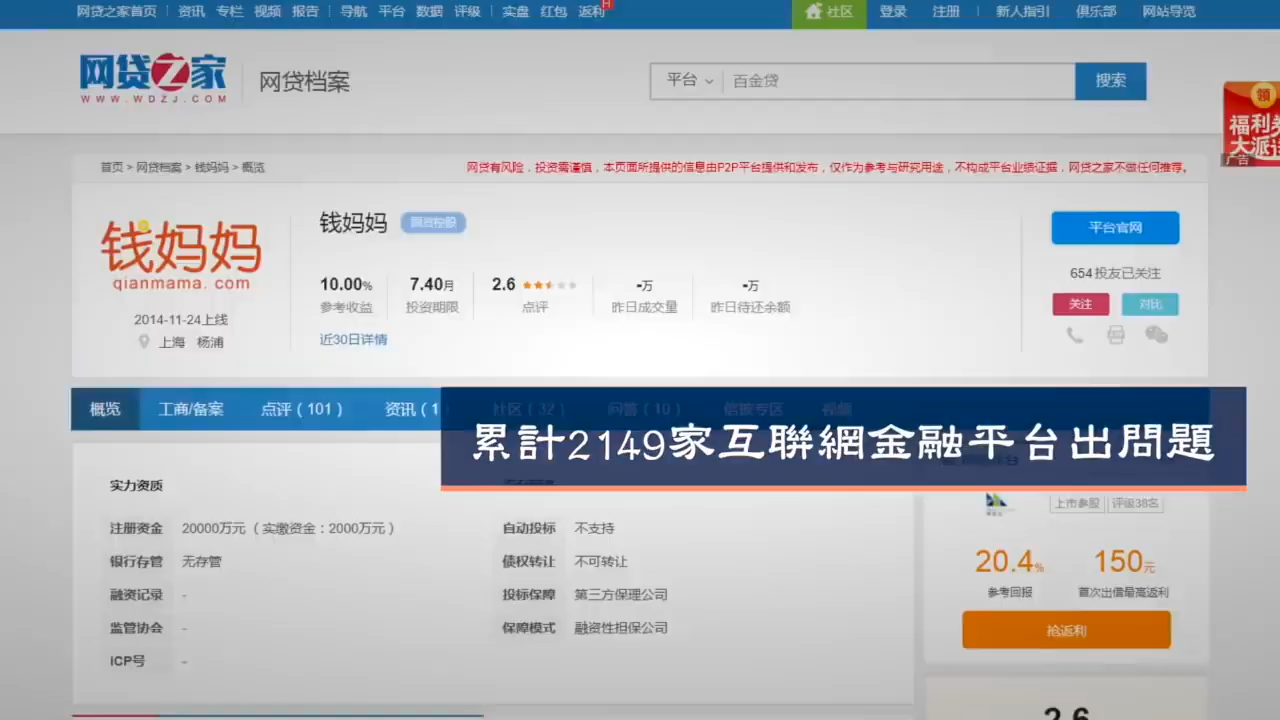 网贷之家首页 | 资讯 专栏 视频 报告 | 导航 平台 数据 评级 | 实盘 红包 返利 H
社区 登录 注册 | 新人指引 俱乐部 网站导览
网贷之家
WWW.WDZJ.COM
网贷档案
平台 百金贷 搜索
领
福利券
大派送
广告
首页 > 网贷档案 > 钱妈妈 > 概览
网贷有风险，投资需谨慎，本页面所提供的信息由P2P平台提供和发布，仅作为参考与研究用途，不构成平台业绩证据，网贷之家不做任何推荐。
钱妈妈
qianmama.com
2014-11-24上线
上海 杨浦
钱妈妈
10.00% 7.40月 2.6 -万 -万
参考收益 投资期限 点评 昨日成交量 昨日待还余额
近30日详情
平台官网
654投友已关注
关注 对比
概览 工商/备案 点评（101） 资讯（1 社区（32） 问答（10） 视频
累計2149家互聯網金融平台出問題
实力资质
注册资金 20000万元（实缴资金：2000万元）
银行存管 无存管
融资记录 -
监管协会 -
ICP号 -
自动投标 不支持
债权转让 不可转让
投标保障 第三方保理公司
保障模式 融资性担保公司
上市参股 评级38名
20.4% 150元
参考回报 首次出借最高返利
抢返利
2.6